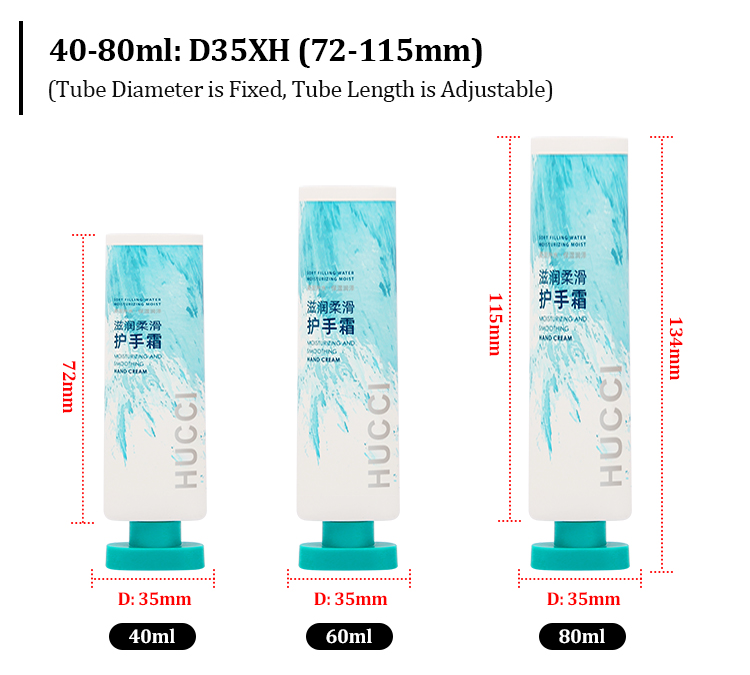 40-80ml: D35XH (72-115mm)
(Tube Diameter is Fixed, Tube Length is Adjustable)
72mm
VERY FILLING WATER
MOISTURIZING MOIST
滋润柔滑
护手霜
MOISTURIZING AND
SMOOTHING
HAND CREAM
HUCCI
D: 35mm
40ml
VERY FILLING WATER
MOISTURIZING MOIST
滋润柔滑
护手霜
MOISTURIZING AND
SMOOTHING
HAND CREAM
HUCCI
D: 35mm
60ml
115mm
VERY FILLING WATER
MOISTURIZING MOIST
滋润柔滑
护手霜
MOISTURIZING AND
SMOOTHING
HAND CREAM
HUCCI
134mm
D: 35mm
80ml